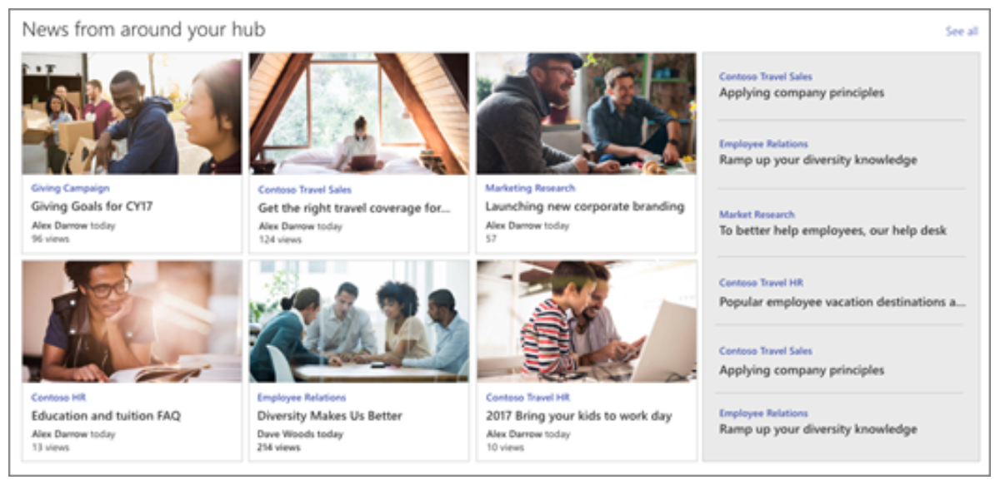 News from around your hub
See all
Giving Campaign
Giving Goals for CY17
Alex Darrow today
96 views
Contoso Travel Sales
Get the right travel coverage for...
Alex Darrow today
124 views
Marketing Research
Launching new corporate branding
Alex Darrow today
57
Contoso HR
Education and tuition FAQ
Alex Darrow today
13 views
Employee Relations
Diversity Makes Us Better
Dave Woods today
214 views
Contoso Travel HR
2017 Bring your kids to work day
Alex Darrow today
10 views
Contoso Travel Sales
Applying company principles
Employee Relations
Ramp up your diversity knowledge
Market Research
To better help employees, our help desk
Contoso Travel HR
Popular employee vacation destinations a...
Contoso Travel Sales
Applying company principles
Employee Relations
Ramp up your diversity knowledge